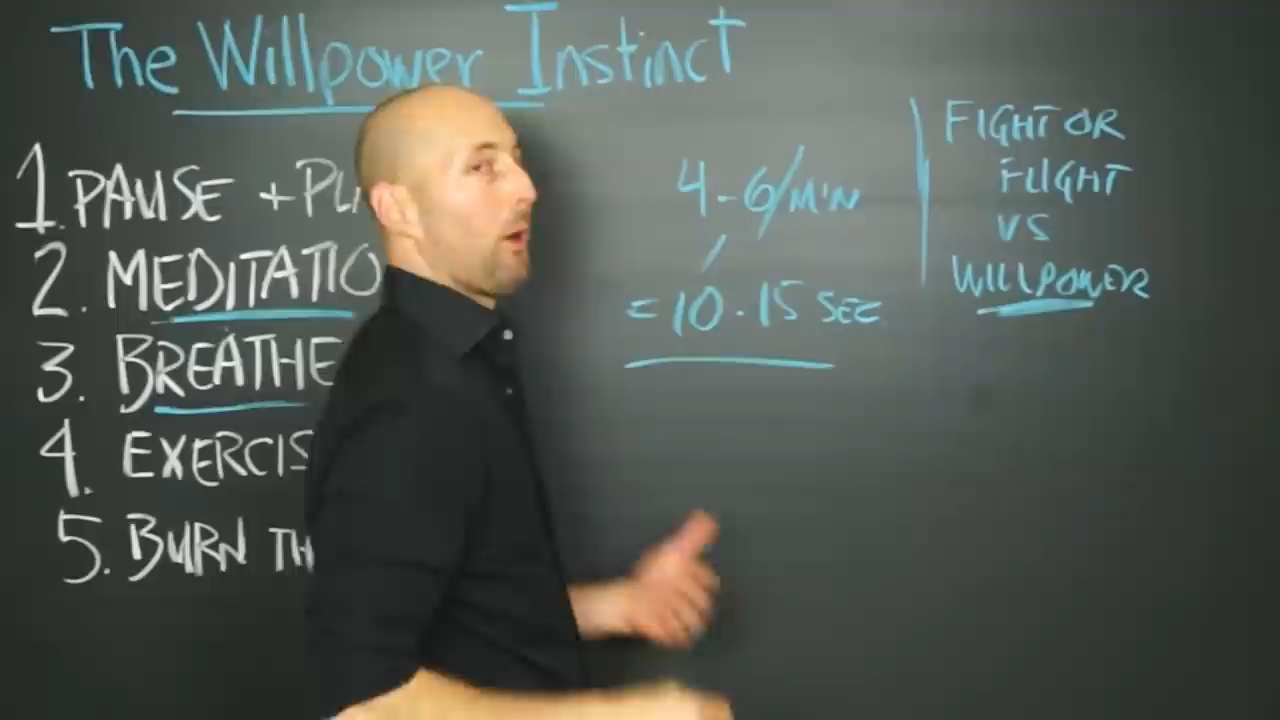 The Willpower Instinct
1. PAUSE + PL
2. MEDITATIO
3. BREATHE
4. EXERCIS
5. BURN TH
4-6/MIN
= 10-15 SEC
FIGHT OR
FLIGHT
VS
WILLPOWER